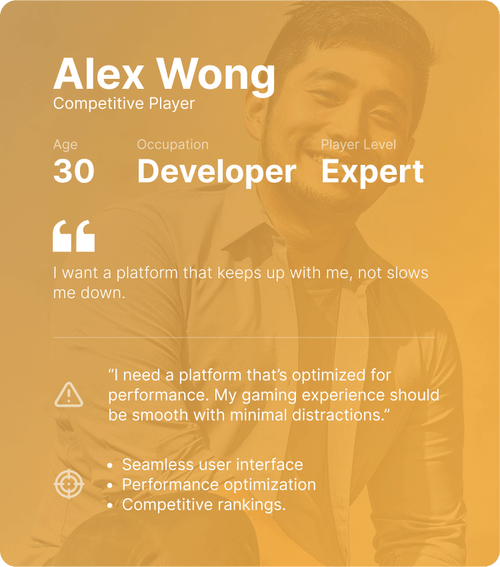 Alex Wong
Competitive Player
Age Occupation Player Level
30 Developer Expert
I want a platform that keeps up with me, not slows
me down.
“I need a platform that’s optimized for
performance. My gaming experience should
be smooth with minimal distractions.”
• Seamless user interface
• Performance optimization
• Competitive rankings.